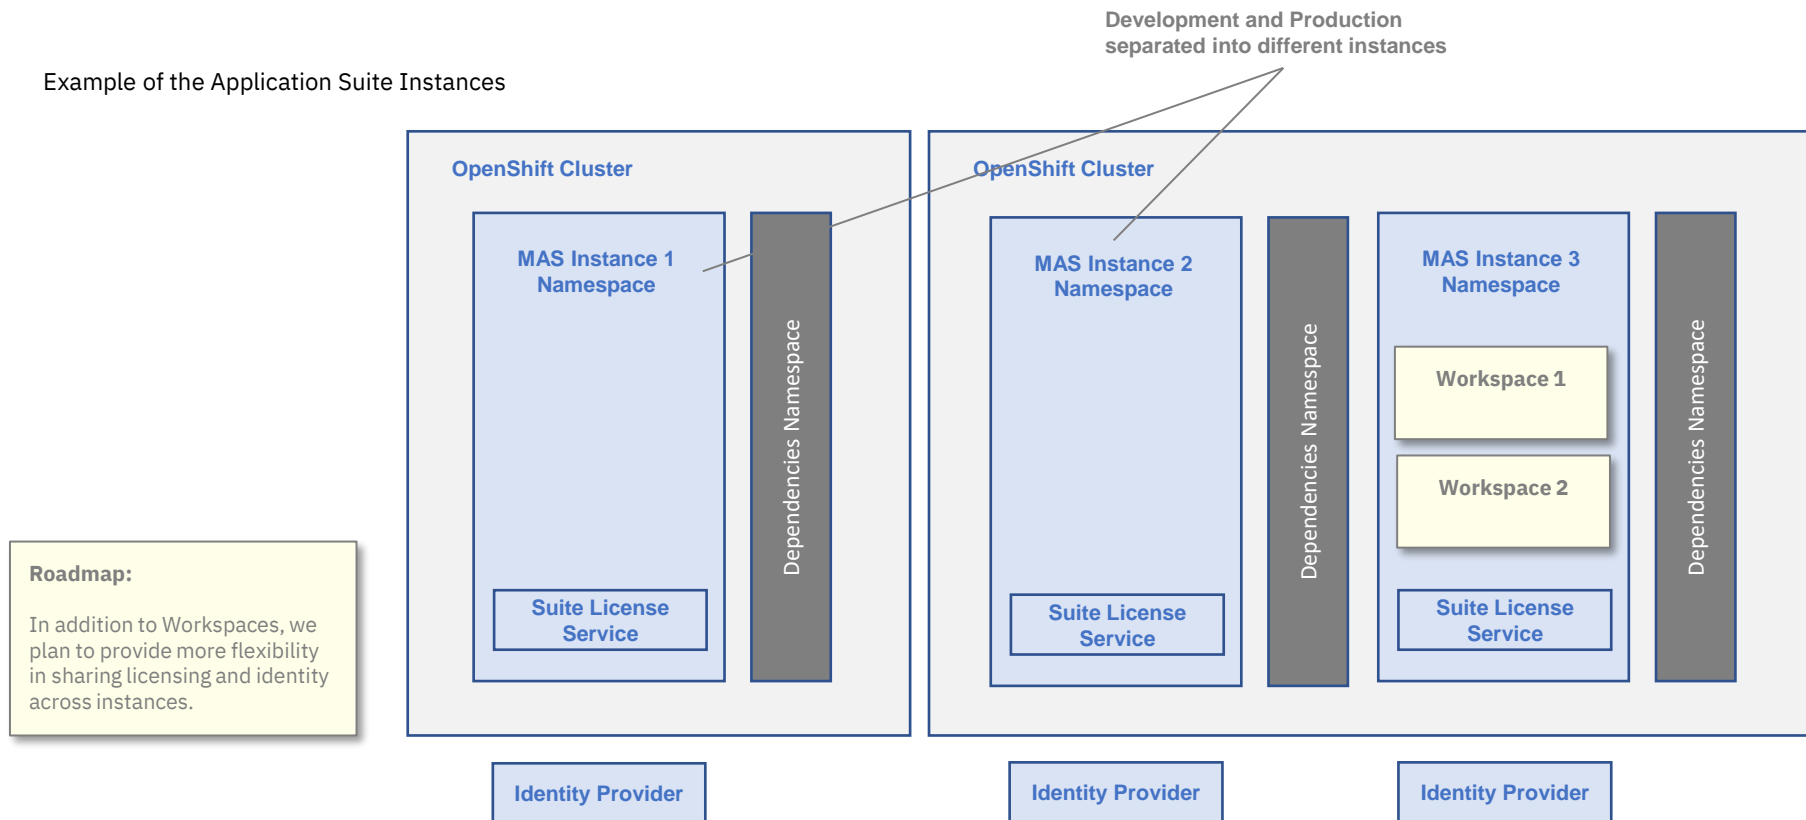 Development and Production
separated into different instances
Example of the Application Suite Instances
OpenShift Cluster
MAS Instance 1
Namespace
Dependencies Namespace
Suite License
Service
OpenShift Cluster
MAS Instance 2
Namespace
Suite License
Service
Dependencies Namespace
MAS Instance 3
Namespace
Workspace 1
Workspace 2
Suite License
Service
Dependencies Namespace
Roadmap:
In addition to Workspaces, we
plan to provide more flexibility
in sharing licensing and identity
across instances.
Identity Provider
Identity Provider
Identity Provider